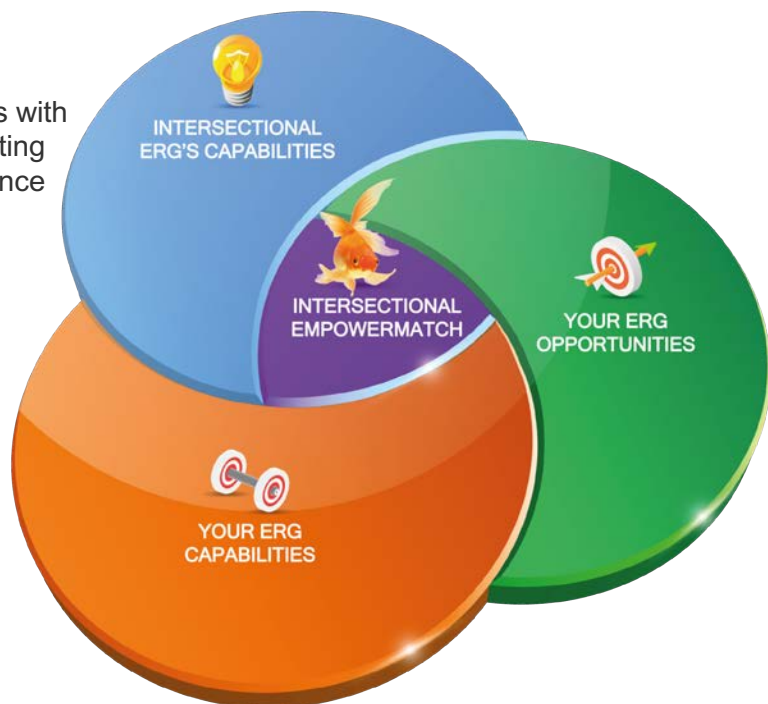 s with
ting
nce
INTERSECTIONAL
ERG'S CAPABILITIES
INTERSECTIONAL
EMPOWERMATCH
YOUR ERG
OPPORTUNITIES
YOUR ERG
CAPABILITIES